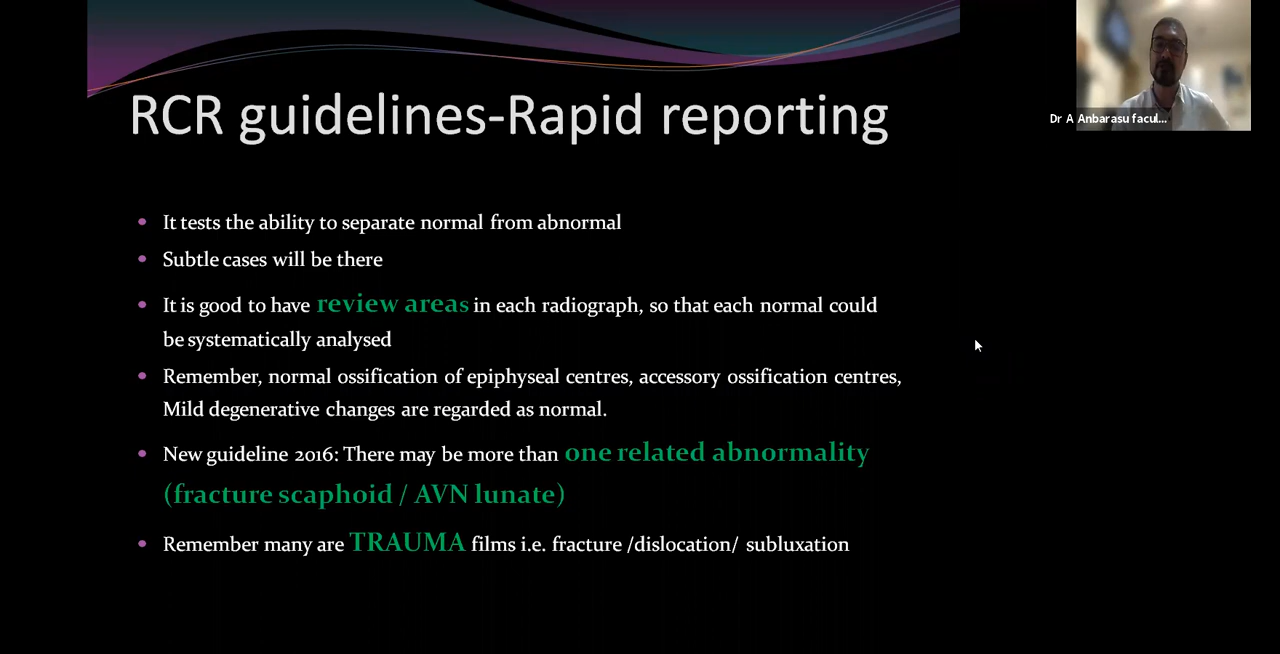 RCR guidelines-Rapid reporting
Dr A Anbarasu facul...
• It tests the ability to separate normal from abnormal
• Subtle cases will be there
• It is good to have review areas in each radiograph, so that each normal could
be systematically analysed
• Remember, normal ossification of epiphyseal centres, accessory ossification centres,
Mild degenerative changes are regarded as normal.
• New guideline 2016: There may be more than one related abnormality
(fracture scaphoid / AVN lunate)
• Remember many are TRAUMA films i.e. fracture /dislocation/ subluxation